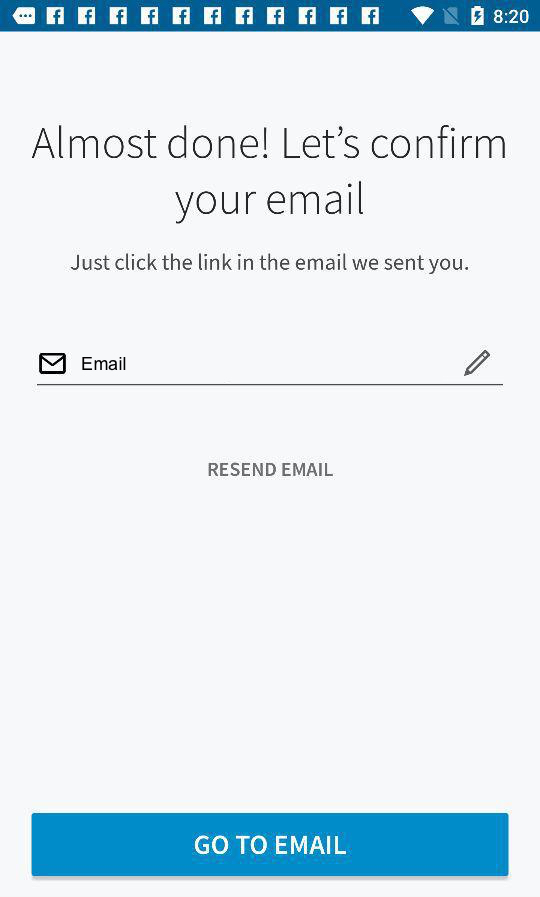 8:20
Almost done! Let's confirm
your email
Just click the link in the email we sent you.
Email
RESEND EMAIL
GO TO EMAIL